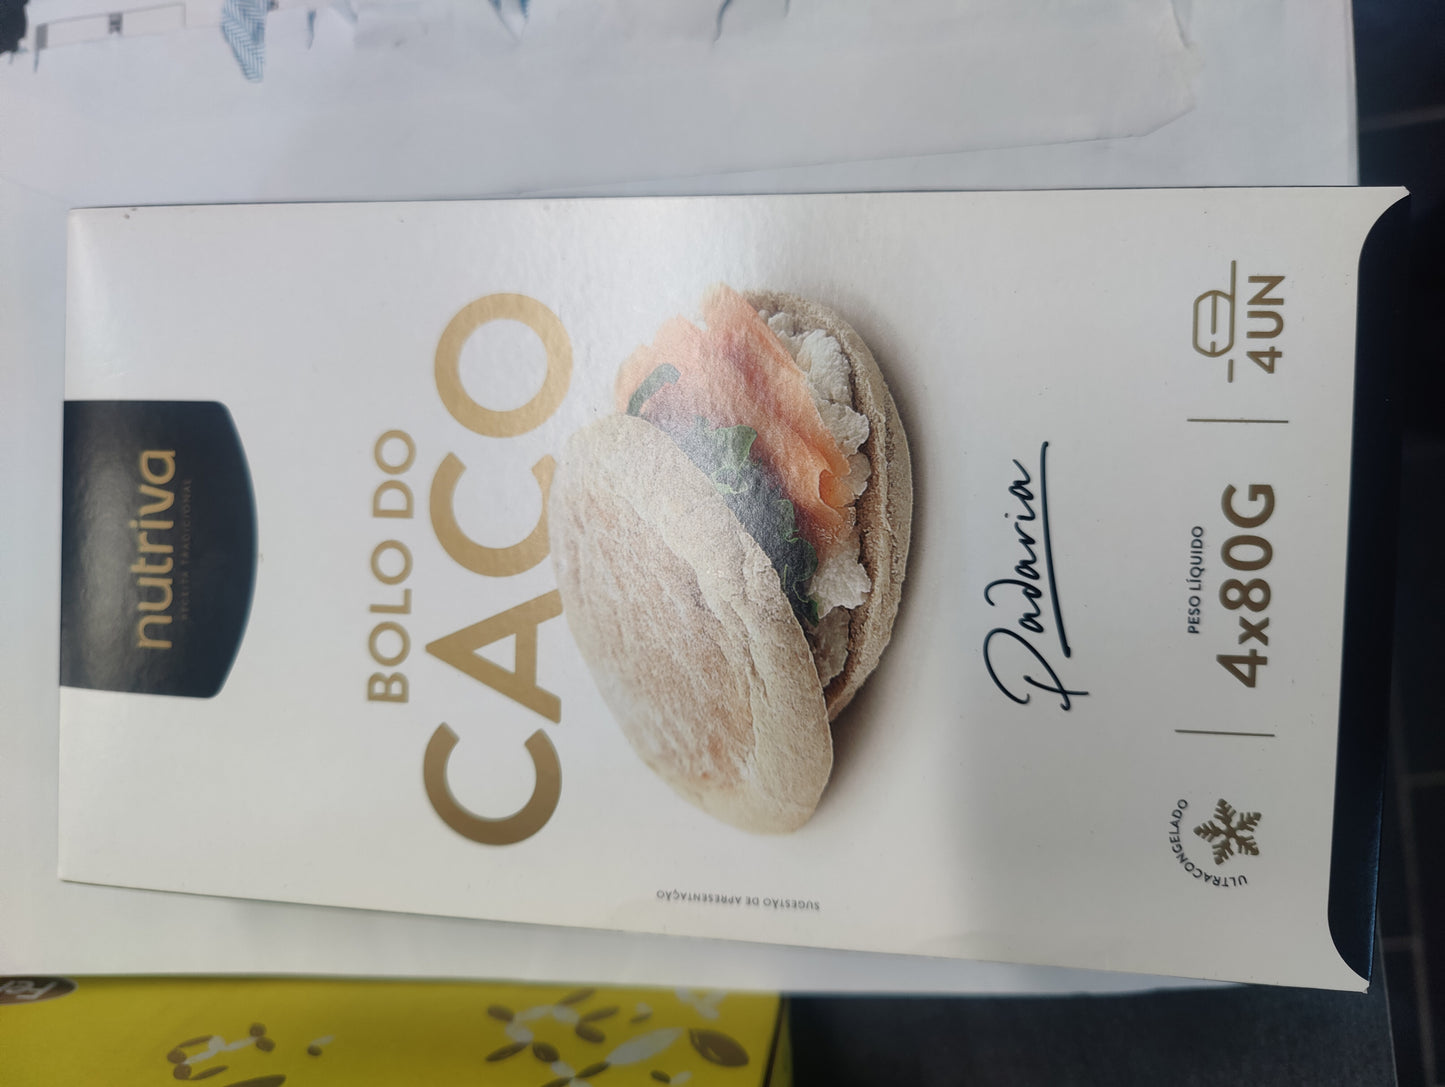 nutriva
RECEITA TRADICIONAL
BOLO DO
CACO
SUGESTÃO DE APRESENTAÇÃO
Padaria
ULTRACONGELADO
PESO LÍQUIDO
4x80G
4UN